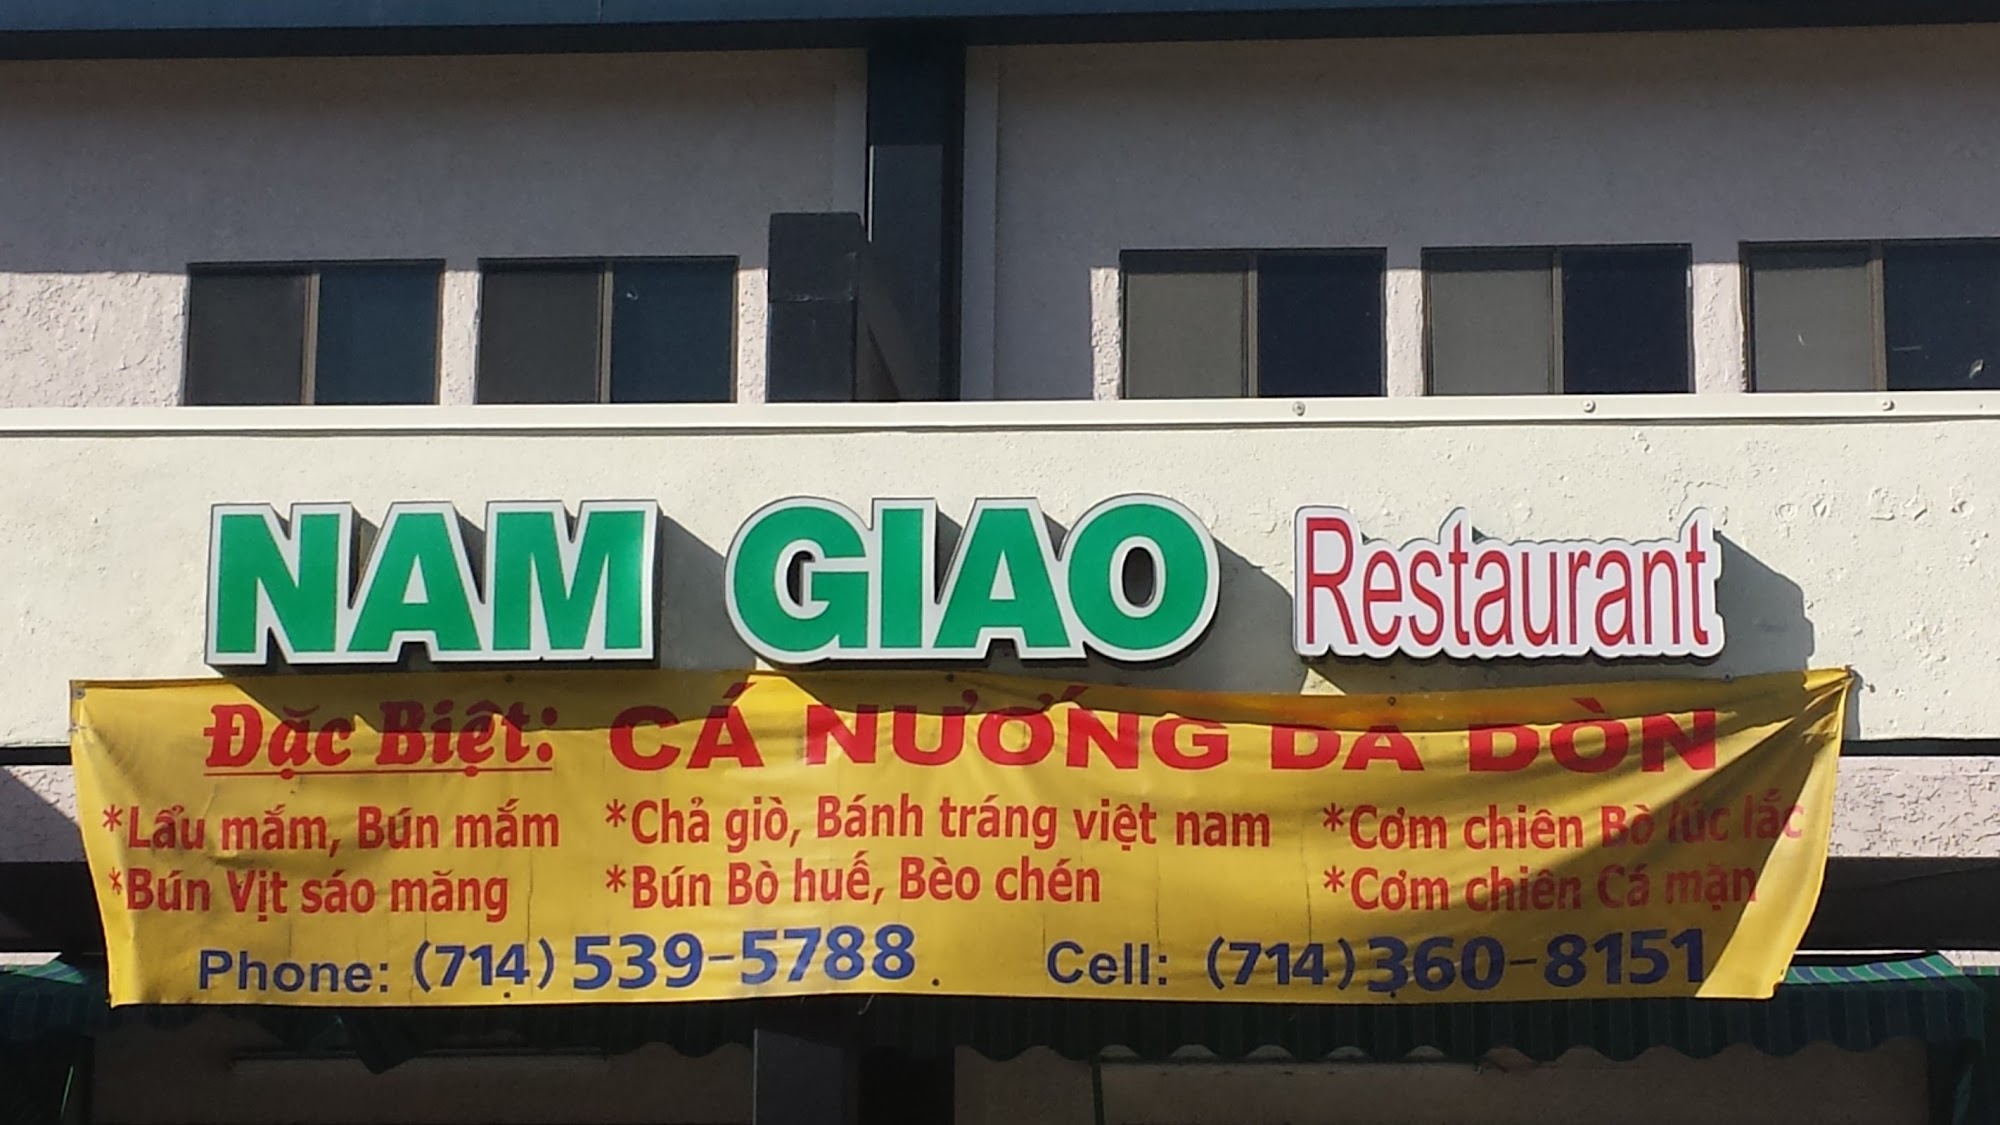 NAM GIAO Restaurant
Đặc Biệt: CÁ NƯỚNG DA DÒN
*Lẩu mắm, Bún mắm *Chả giò, Bánh tráng việt nam *Cơm chiên Bò lúc lắc
*Bún Vịt sáo măng *Bún Bò huế, Bèo chén *Cơm chiên Cá mặn
Phone: (714) 539-5788 . Cell: (714) 360-8151